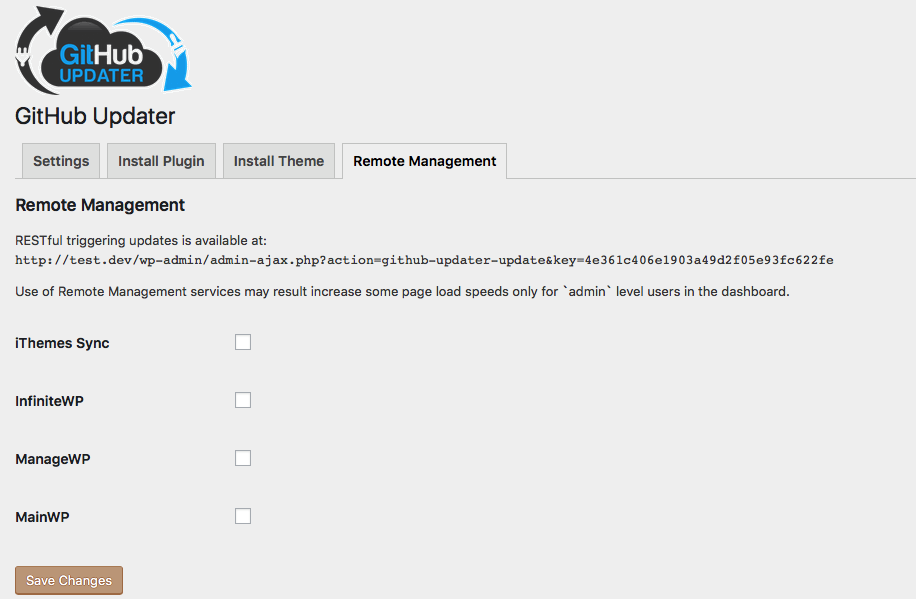 GitHub
UPDATER
GitHub Updater
Settings Install Plugin Install Theme Remote Management
Remote Management
RESTful triggering updates is available at:
http://test.dev/wp-admin/admin-ajax.php?action=github-updater-update&key=4e361c406e1903a49d2f05e93fc622fe
Use of Remote Management services may result increase some page load speeds only for `admin` level users in the dashboard.
iThemes Sync
InfiniteWP
ManageWP
MainWP
Save Changes